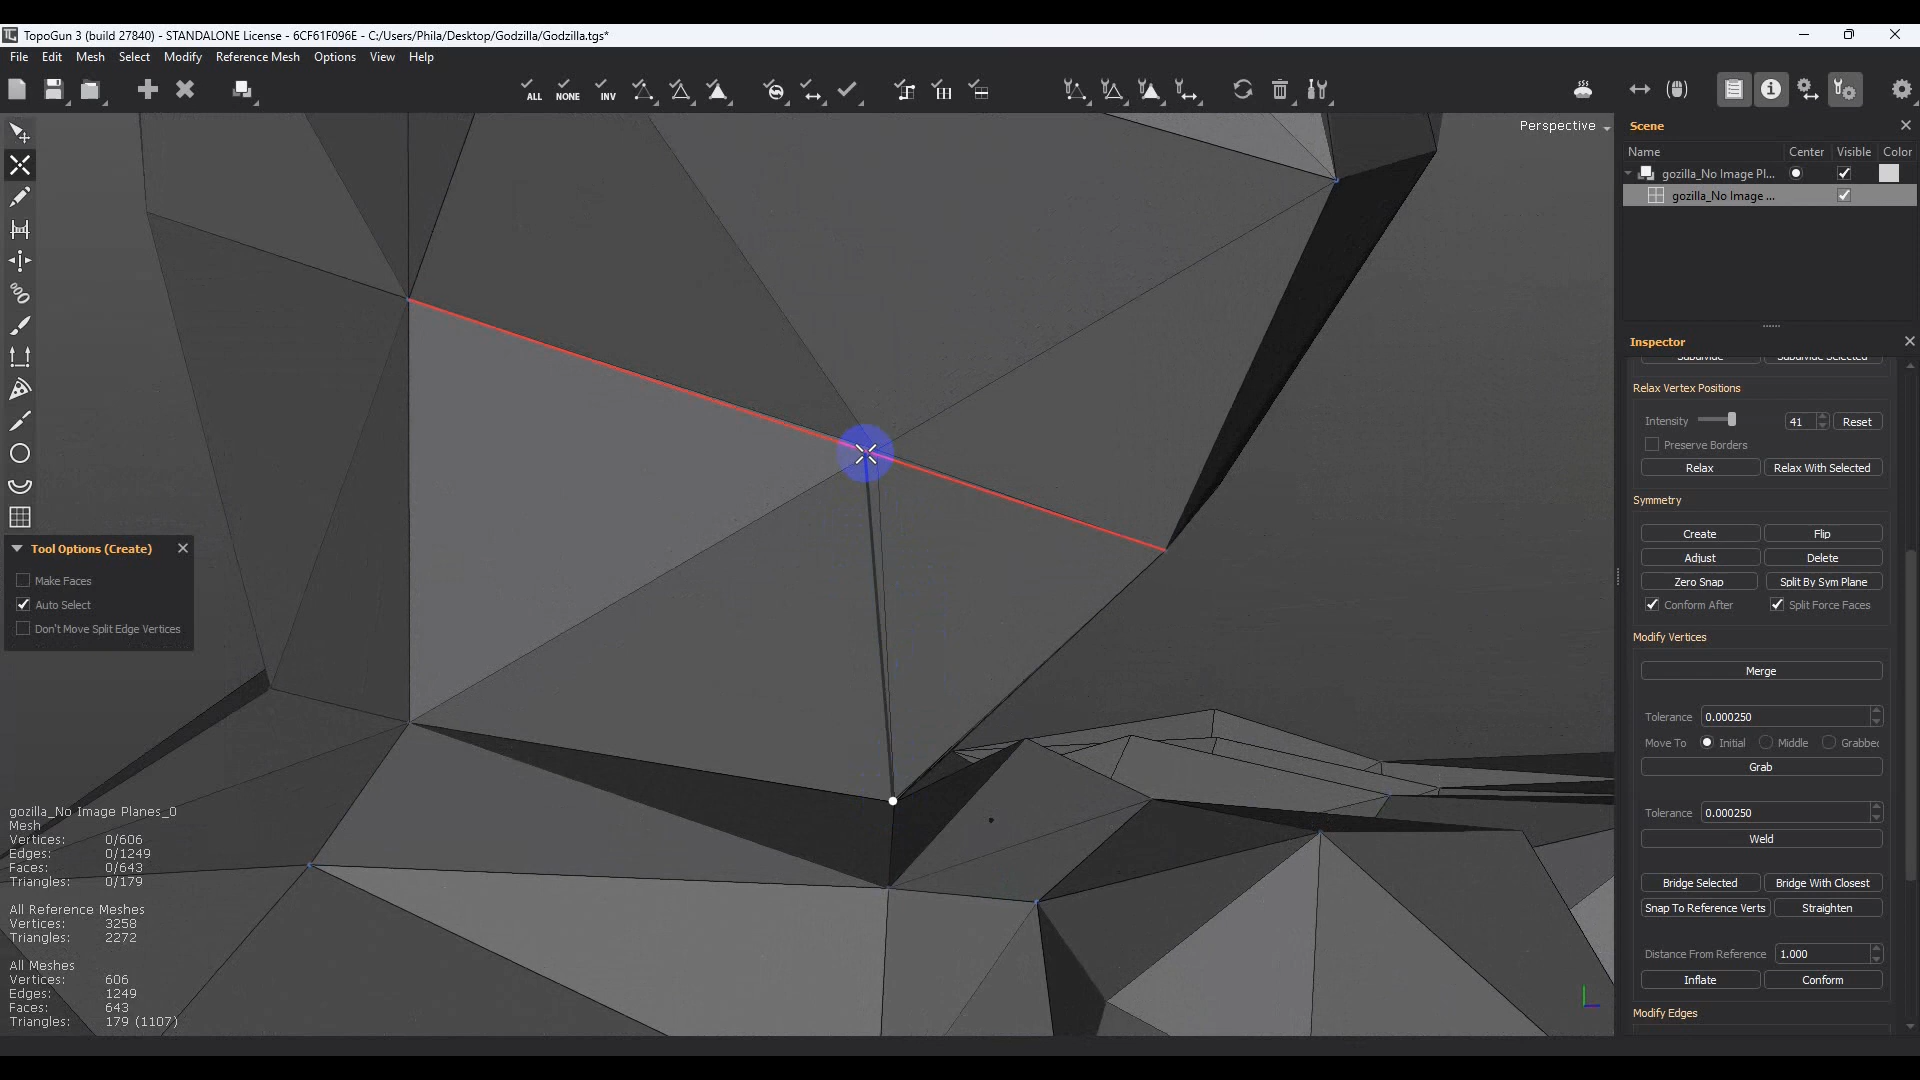 TopoGun 3 (build 27840) - STANDALONE License - 6CF61F096E - C:/Users/Phila/Desktop/Godzilla/Godzilla.tgs*
File Edit Mesh Select Modify Reference Mesh Options View Help
ALL NONE INV
Perspective
Scene
Name Center Visible Color
gozilla_No Image Pl...
gozilla_No Image ...
Inspector
Subdivide Subdivide Selected
Relax Vertex Positions
Intensity 41 Reset
Preserve Borders
Relax Relax With Selected
Symmetry
Create Flip
Adjust Delete
Zero Snap Split By Sym Plane
Conform After Split Force Faces
Modify Vertices
Merge
Tolerance 0.000250
Move To Initial Middle Grabbec
Grab
Tolerance 0.000250
Weld
Bridge Selected Bridge With Closest
Snap To Reference Verts Straighten
Distance From Reference 1.000
Inflate Conform
Modify Edges
Tool Options (Create)
Make Faces
Auto Select
Don't Move Split Edge Vertices
gozilla_No Image Planes_0
Mesh
Vertices: 0/606
Edges: 0/1249
Faces: 0/643
Triangles: 0/179
All Reference Meshes
Vertices: 3258
Triangles: 2272
All Meshes
Vertices: 606
Edges: 1249
Faces: 643
Triangles: 179 (1107)